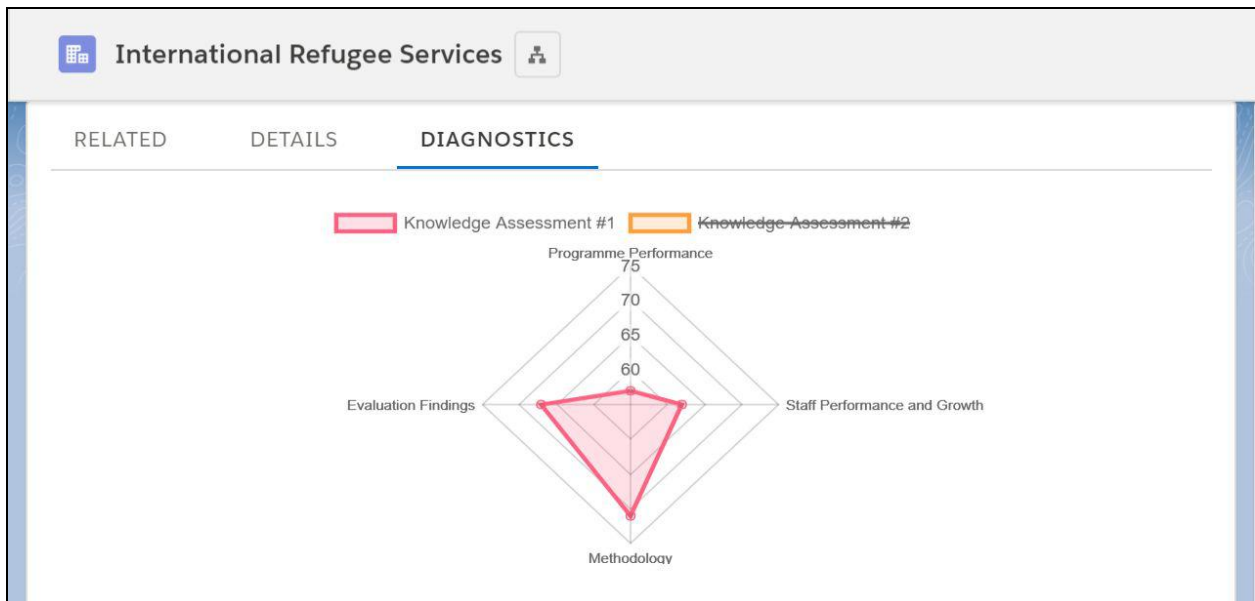 International Refugee Services
RELATED DETAILS DIAGNOSTICS
Knowledge Assessment #1 Knowledge Assessment #2
Programme Performance
75
70
65
60
Evaluation Findings Staff Performance and Growth
Methodology